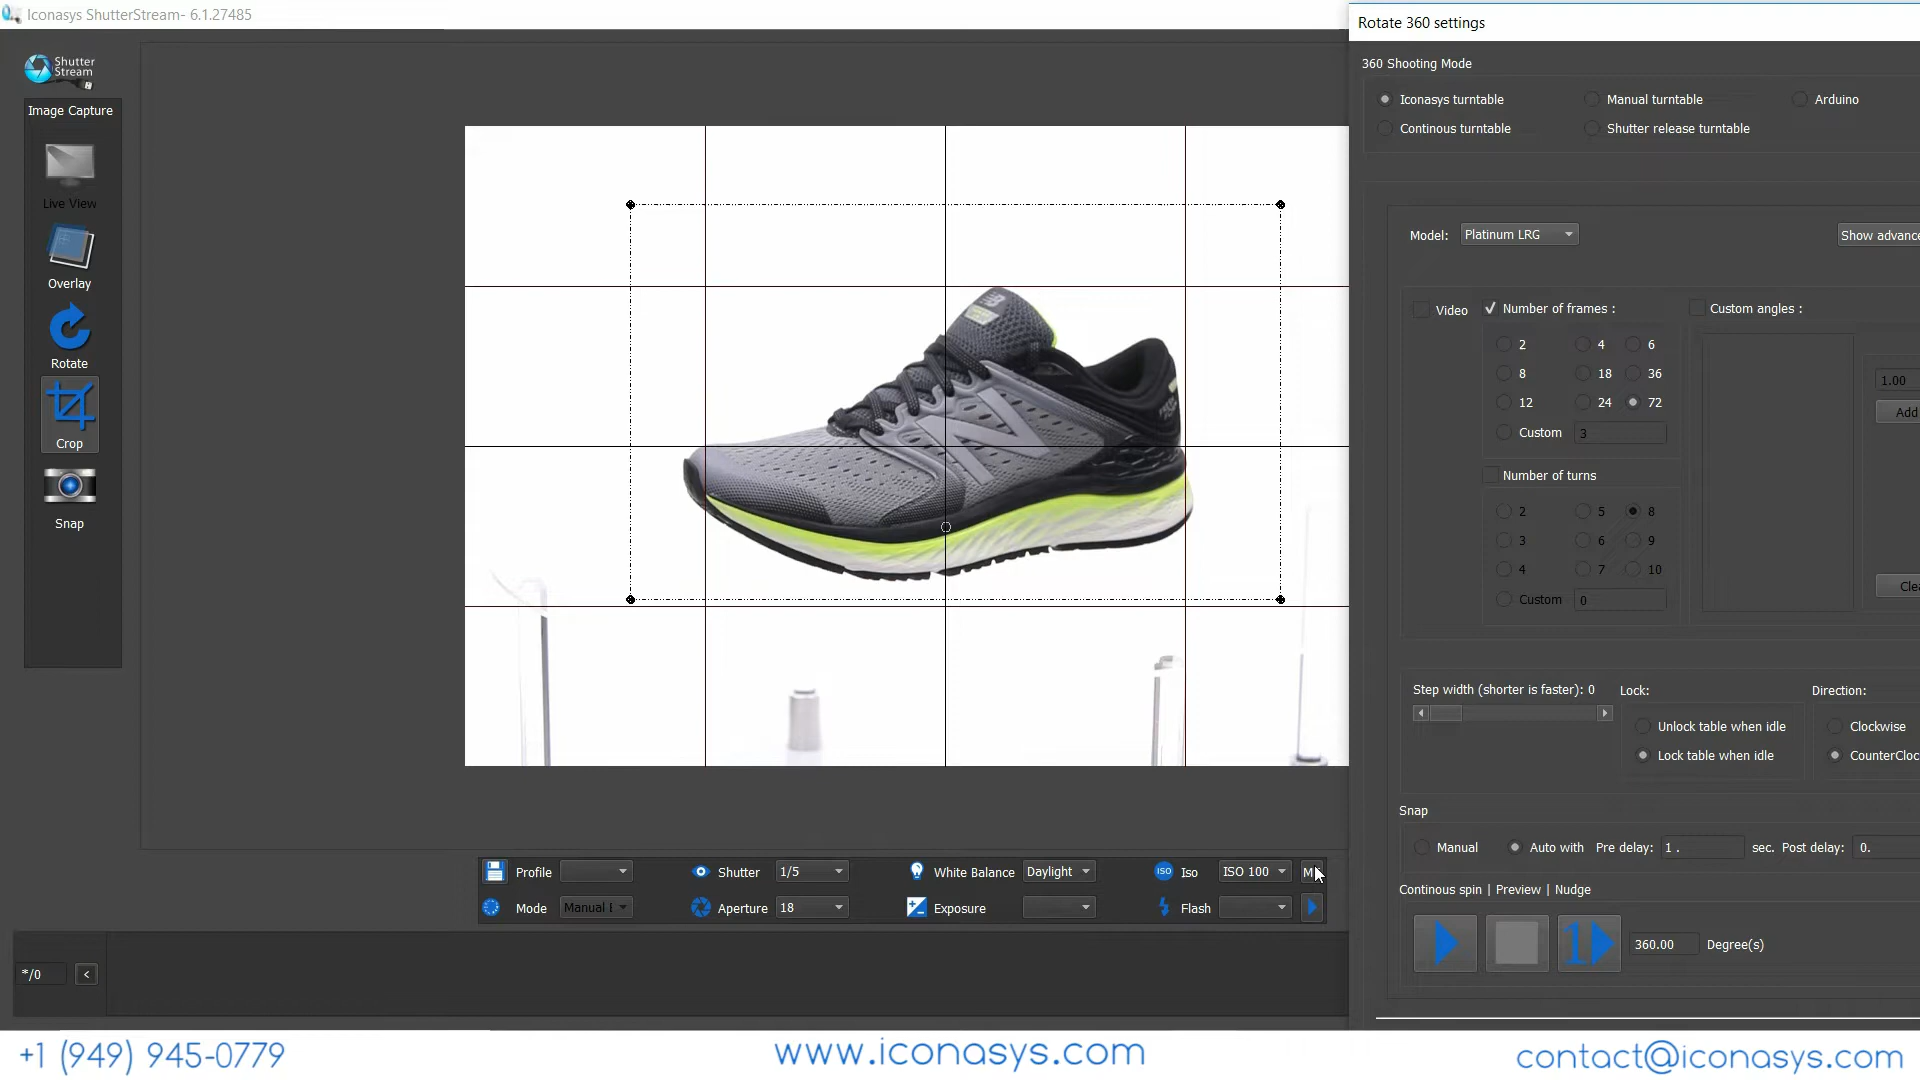 Iconasys ShutterStream- 6.1.27485
Rotate 360 settings
Shutter
Stream
Image Capture
Live View
Overlay
Rotate
Crop
Snap
360 Shooting Mode
Iconasys turntable
Manual turntable
Arduino
Continous turntable
Shutter release turntable
Model: Platinum LRG
Show advance
Video
Number of frames :
Custom angles :
2 4 6
8 18 36
12 24 72
Custom 3
1.00
Add
Number of turns
2 5 8
3 6 9
4 7 10
Custom 0
Clea
Step width (shorter is faster): 0
Lock:
Direction:
Unlock table when idle
Clockwise
Lock table when idle
CounterCloc
Snap
Manual Auto with Pre delay: 1 . sec. Post delay: 0.
Continous spin | Preview | Nudge
1
360.00 Degree(s)
Profile
Shutter 1/5
White Balance Daylight
ISO Iso ISO 100
M
Mode Manual
Aperture 18
Exposure
Flash
*/0 <
N
+1 (949) 945-0779
www.iconasys.com
contact@iconasys.com